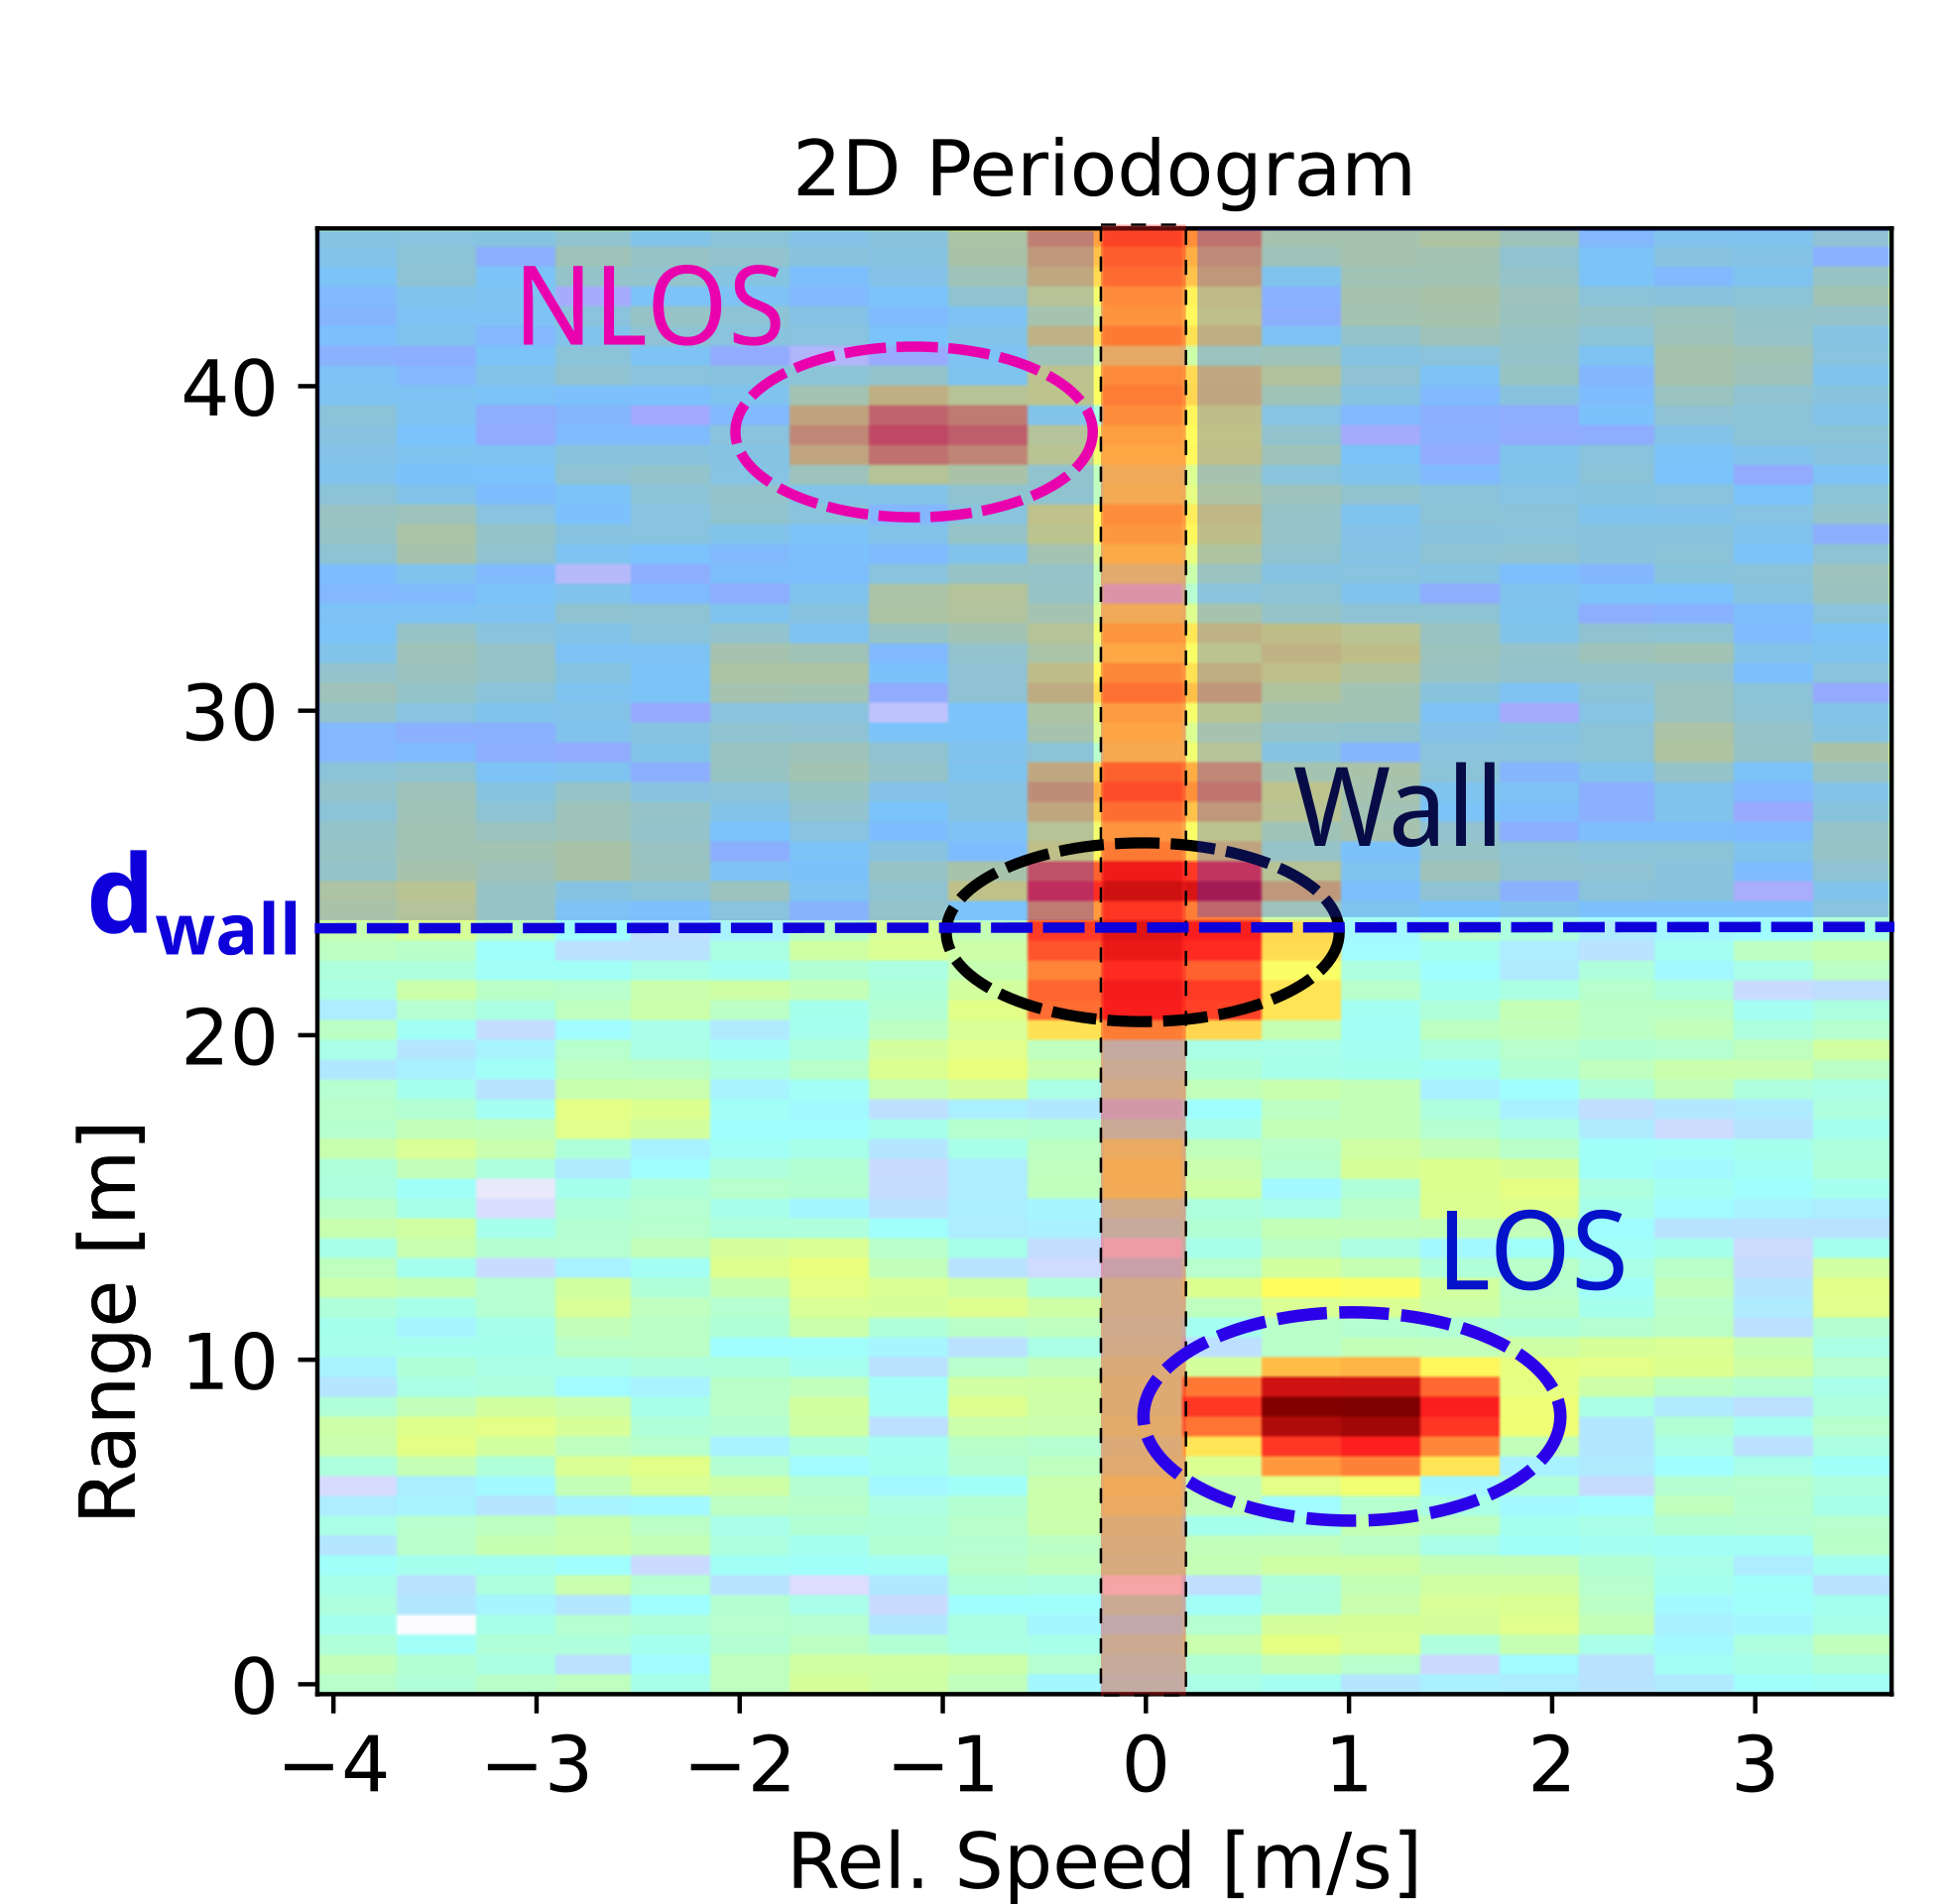 2D Periodogram
NLOS
40
30
Wall
d_wall
20
Range [m]
LOS
10
0
−4 −3 −2 −1 0 1 2 3
Rel. Speed [m/s]